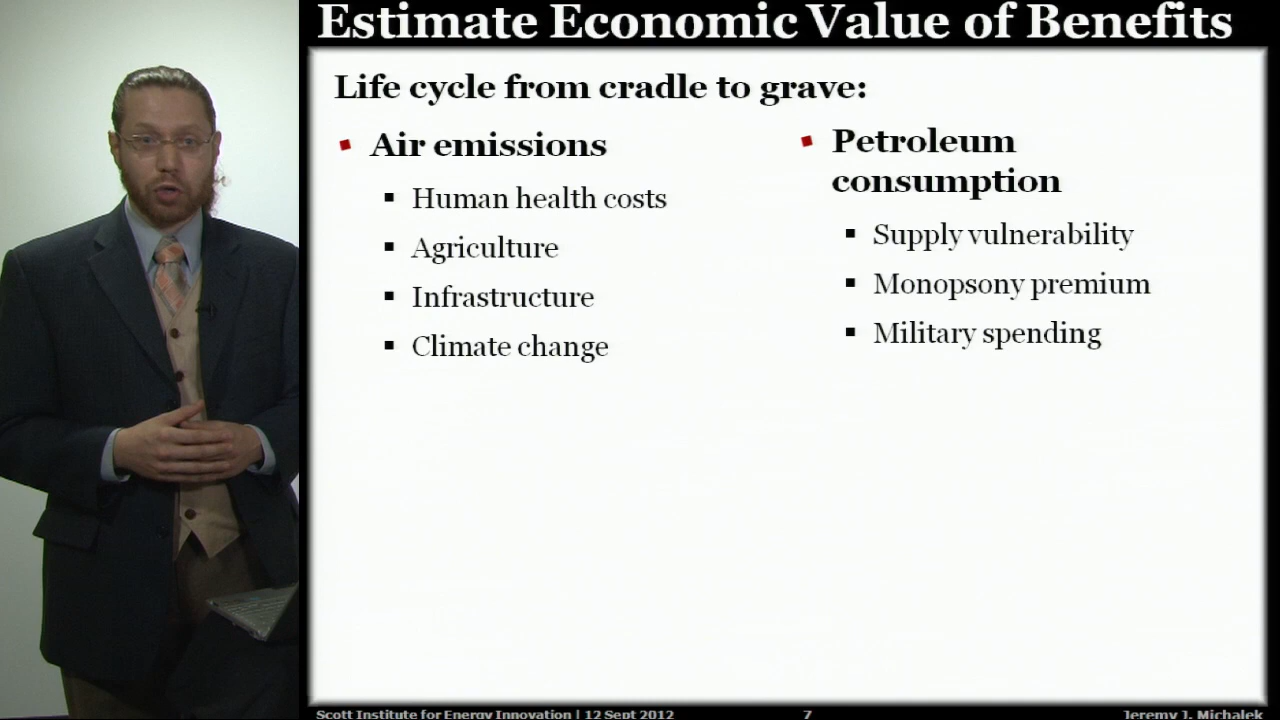 Estimate Economic Value of Benefits
Life cycle from cradle to grave:
▪ Air emissions
▪ Human health costs
▪ Agriculture
▪ Infrastructure
▪ Climate change
▪ Petroleum
consumption
▪ Supply vulnerability
▪ Monopsony premium
▪ Military spending
Scott Institute for Energy Innovation | 12 Sept 2012
7
Jeremy J. Michalek